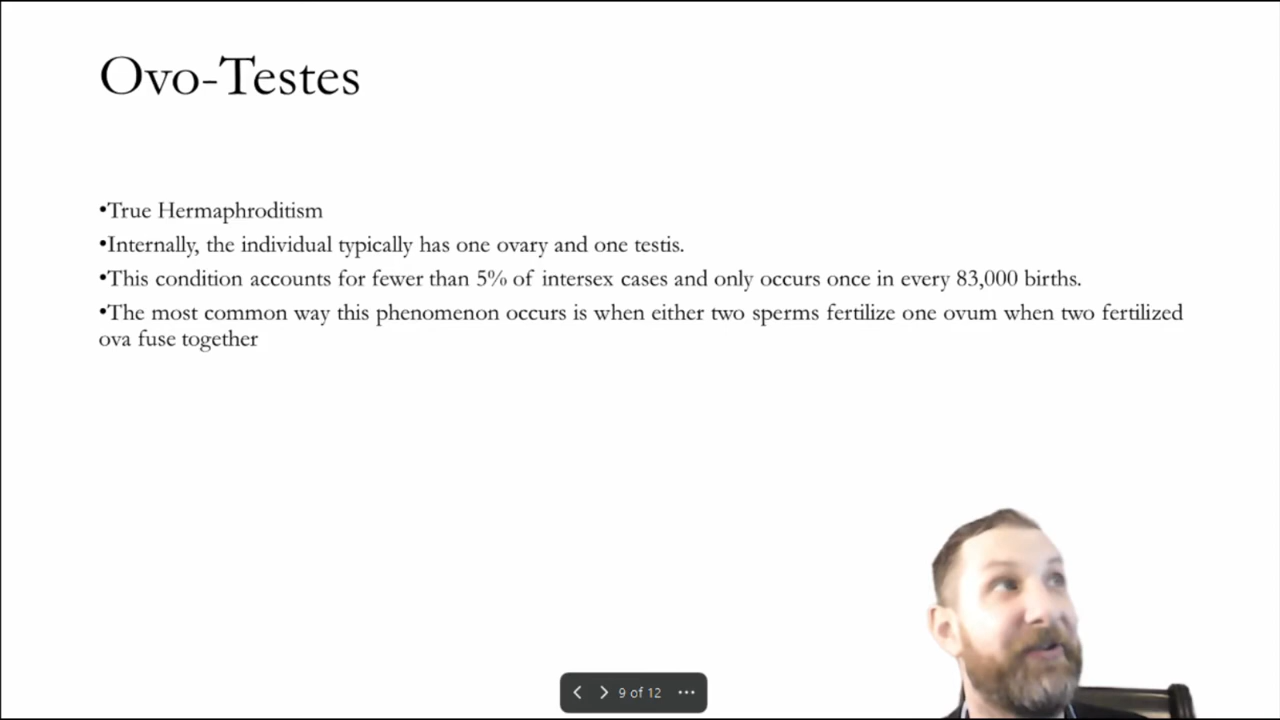 Ovo-Testes
•True Hermaphroditism
•Internally, the individual typically has one ovary and one testis.
•This condition accounts for fewer than 5% of intersex cases and only occurs once in every 83,000 births.
•The most common way this phenomenon occurs is when either two sperms fertilize one ovum when two fertilized
ova fuse together
9 of 12